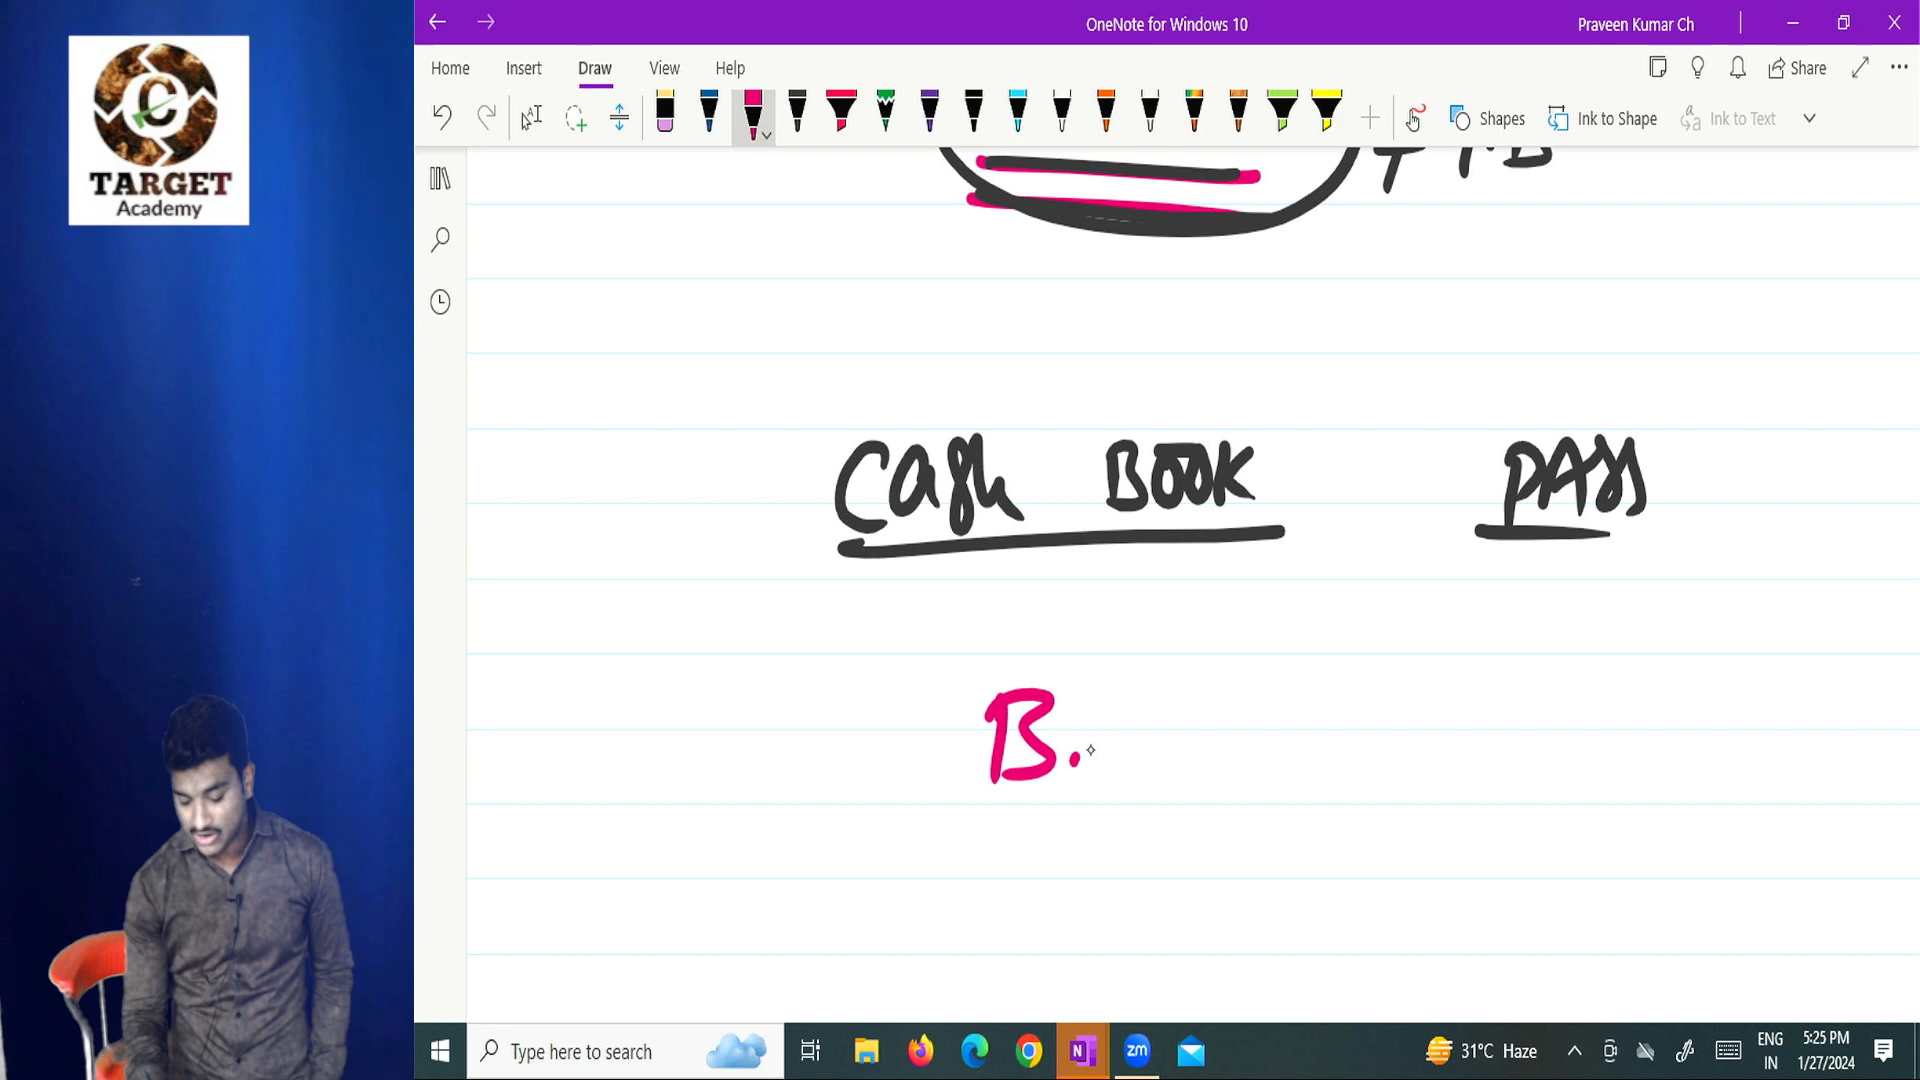 OneNote for Windows 10 Praveen Kumar Ch
TARGET
Academy
Home Insert Draw View Help Share
Shapes Ink to Shape Ink to Text
Cash BOOK PASS
B.
Type here to search
31°C Haze
ENG
IN
5:25 PM
1/27/2024
zm
N
C